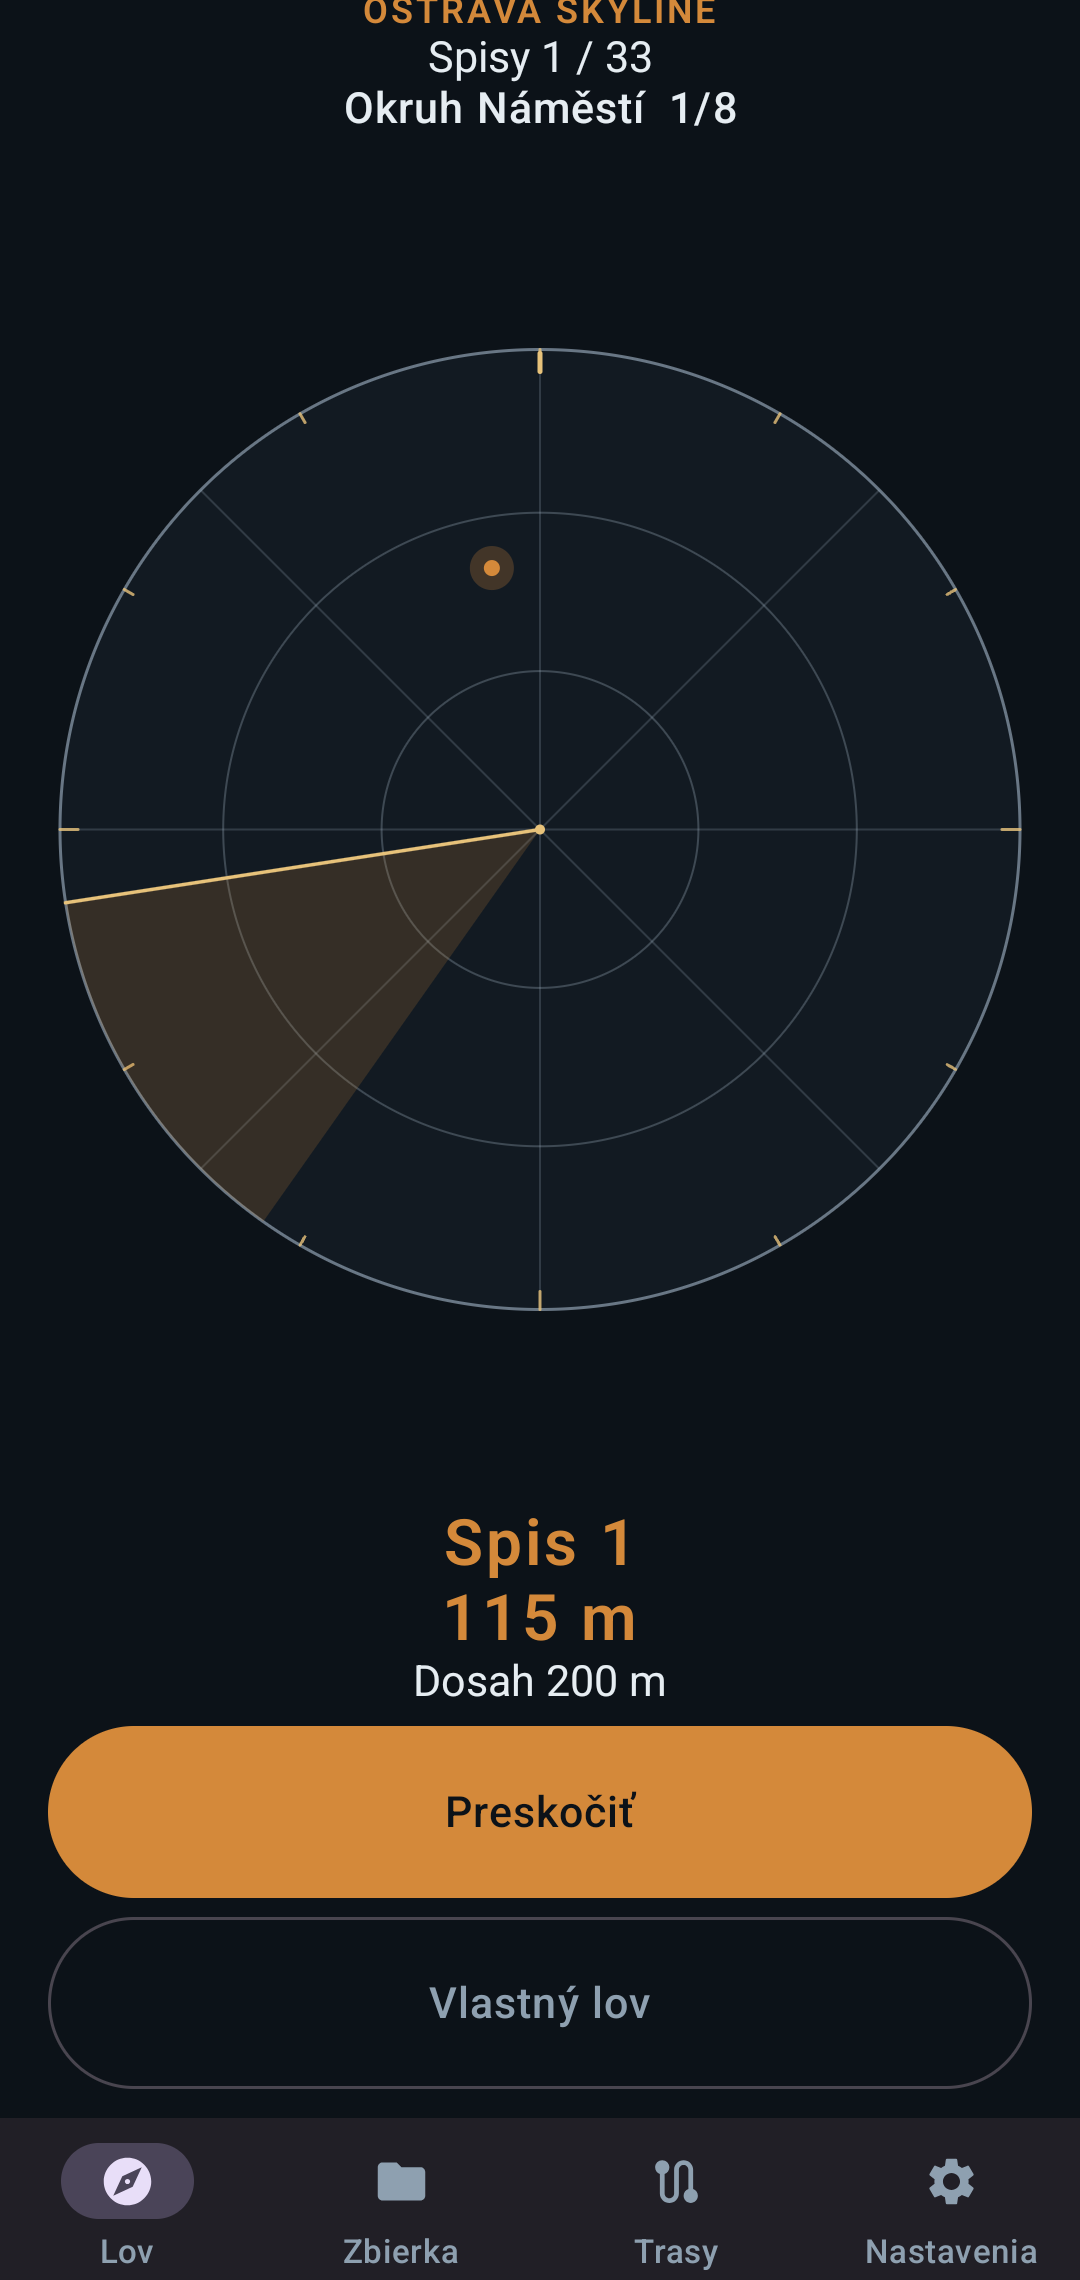 OSTRAVA SKYLINE
Spisy 1 / 33
Okruh Náměstí 1/8
Spis 1
115 m
Dosah 200 m
Preskočiť
Vlastný lov
Lov
Zbierka
Trasy
Nastavenia